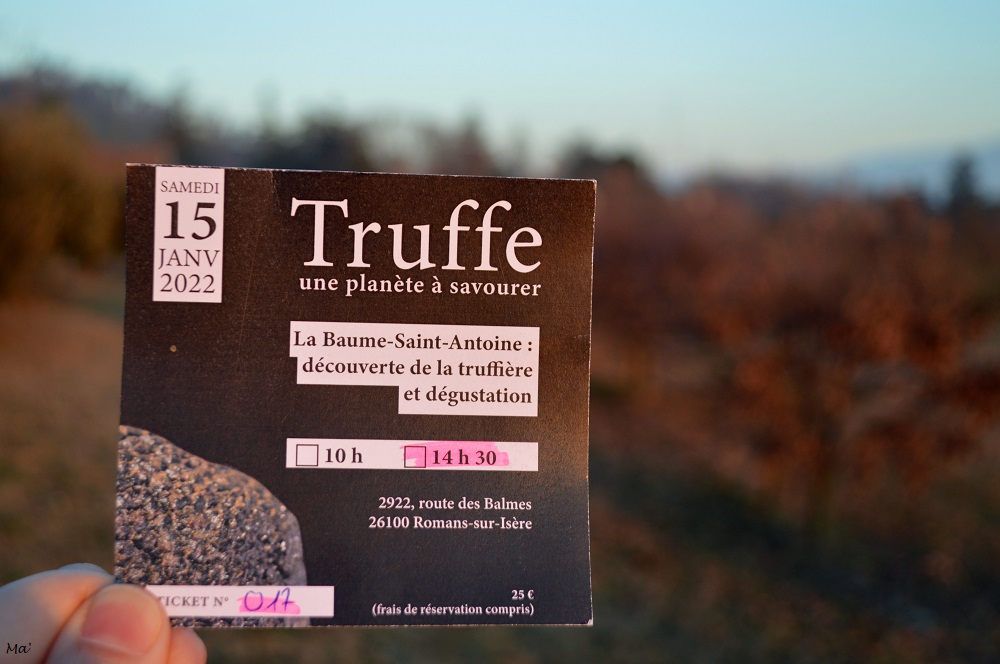 SAMEDI
15
JANV
2022
Truffe
une planète à savourer
La Baume-Saint-Antoine :
découverte de la truffière
et dégustation
10 h 14 h 30
2922, route des Balmes
26100 Romans-sur-Isère
TICKET N° 017
25 €
(frais de réservation compris)
Ma'